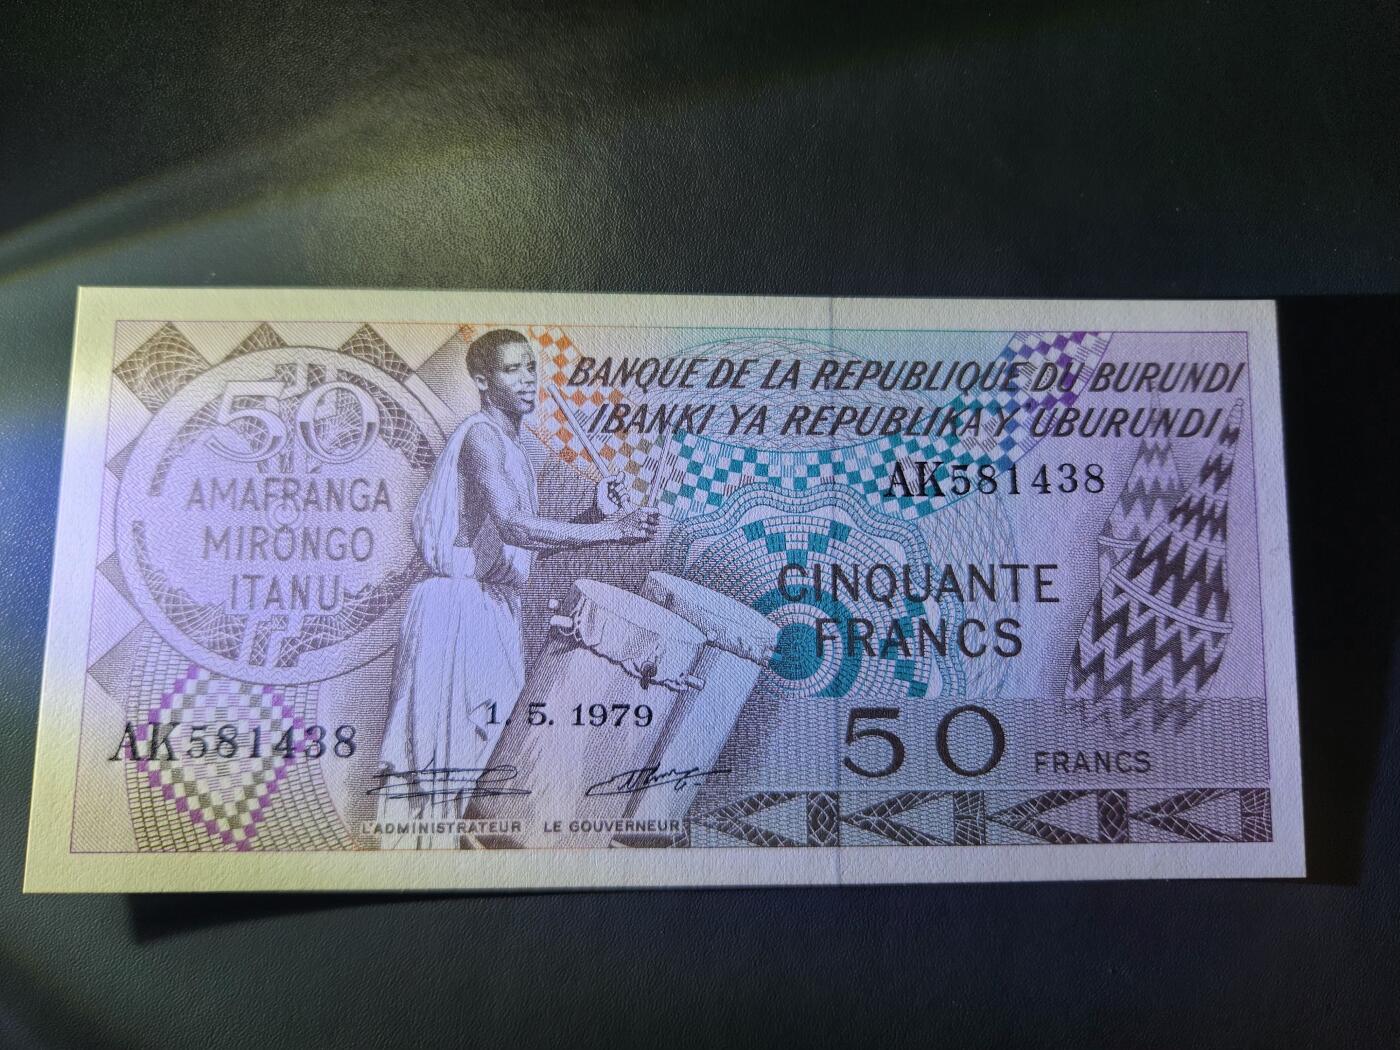 BANQUE DE LA REPUBLIQUE DU BURUNDI
IBANKI YA REPUBLIKA Y'UBURUNDI
50
AMAFRANGA
MIRONGO
ITANU
AK581438
CINQUANTE
FRANCS
50 FRANCS
1. 5. 1979
AK581438
L'ADMINISTRATEUR LE GOUVERNEUR